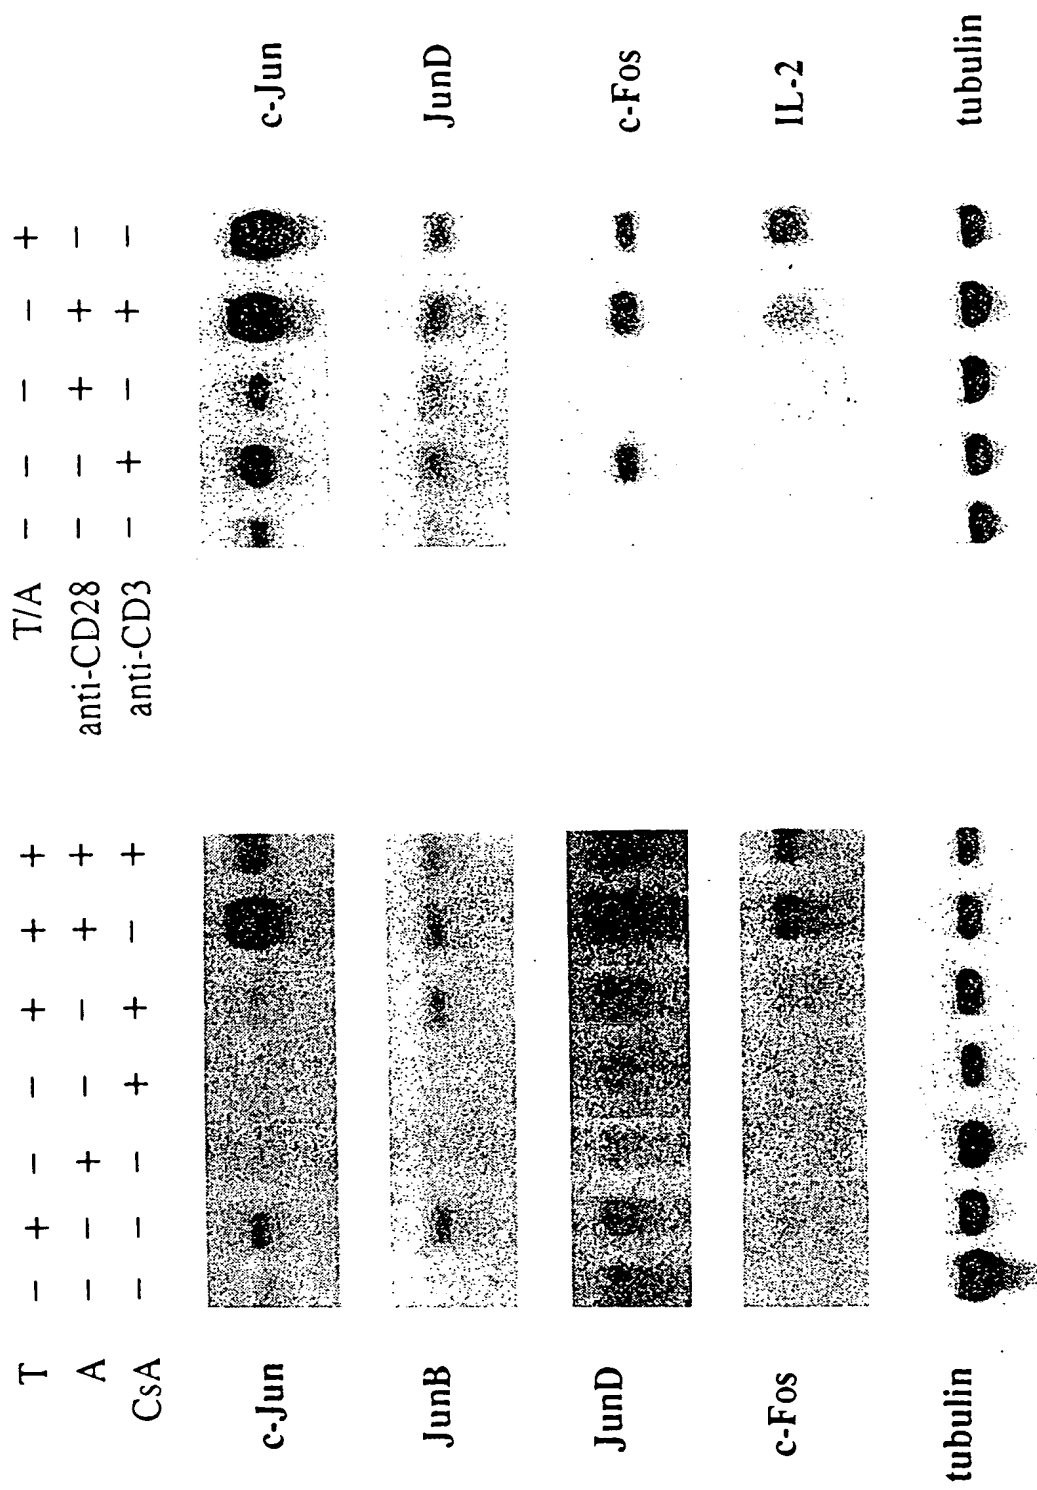 T − + − − + + +
A − − + − − + +
CsA − − − + + − +
c-Jun
JunB
JunD
c-Fos
tubulin
T/A − − − − +
anti-CD28 − − + + −
anti-CD3 − + − + −
c-Jun
JunD
c-Fos
IL-2
tubulin